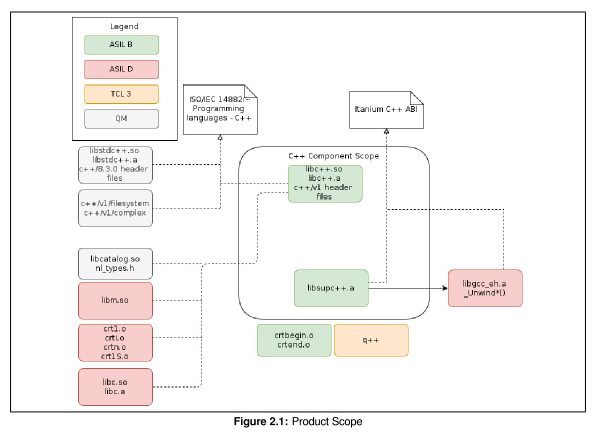 Legend
ASIL B
ASIL D
TCL 3
QM
ISO/IEC 14882:--
Programming
languages - C++
Itanium C++ ABI
libstdc++.so
libstdc++.a
c++/8.3.0 header
files
c++/v1/filesystem
c++/v1/complex
C++ Component Scope
libc++.so
libc++.a
c++/v1 header
files
libcatalog.so
nl_types.h
libm.so
libsupc++.a
libgcc_eh.a
_Unwind*()
crt1.o
crti.o
crtn.o
crt1S.o
crtbegin.o
crtend.o
q++
libc.so
libc.a
Figure 2.1: Product Scope